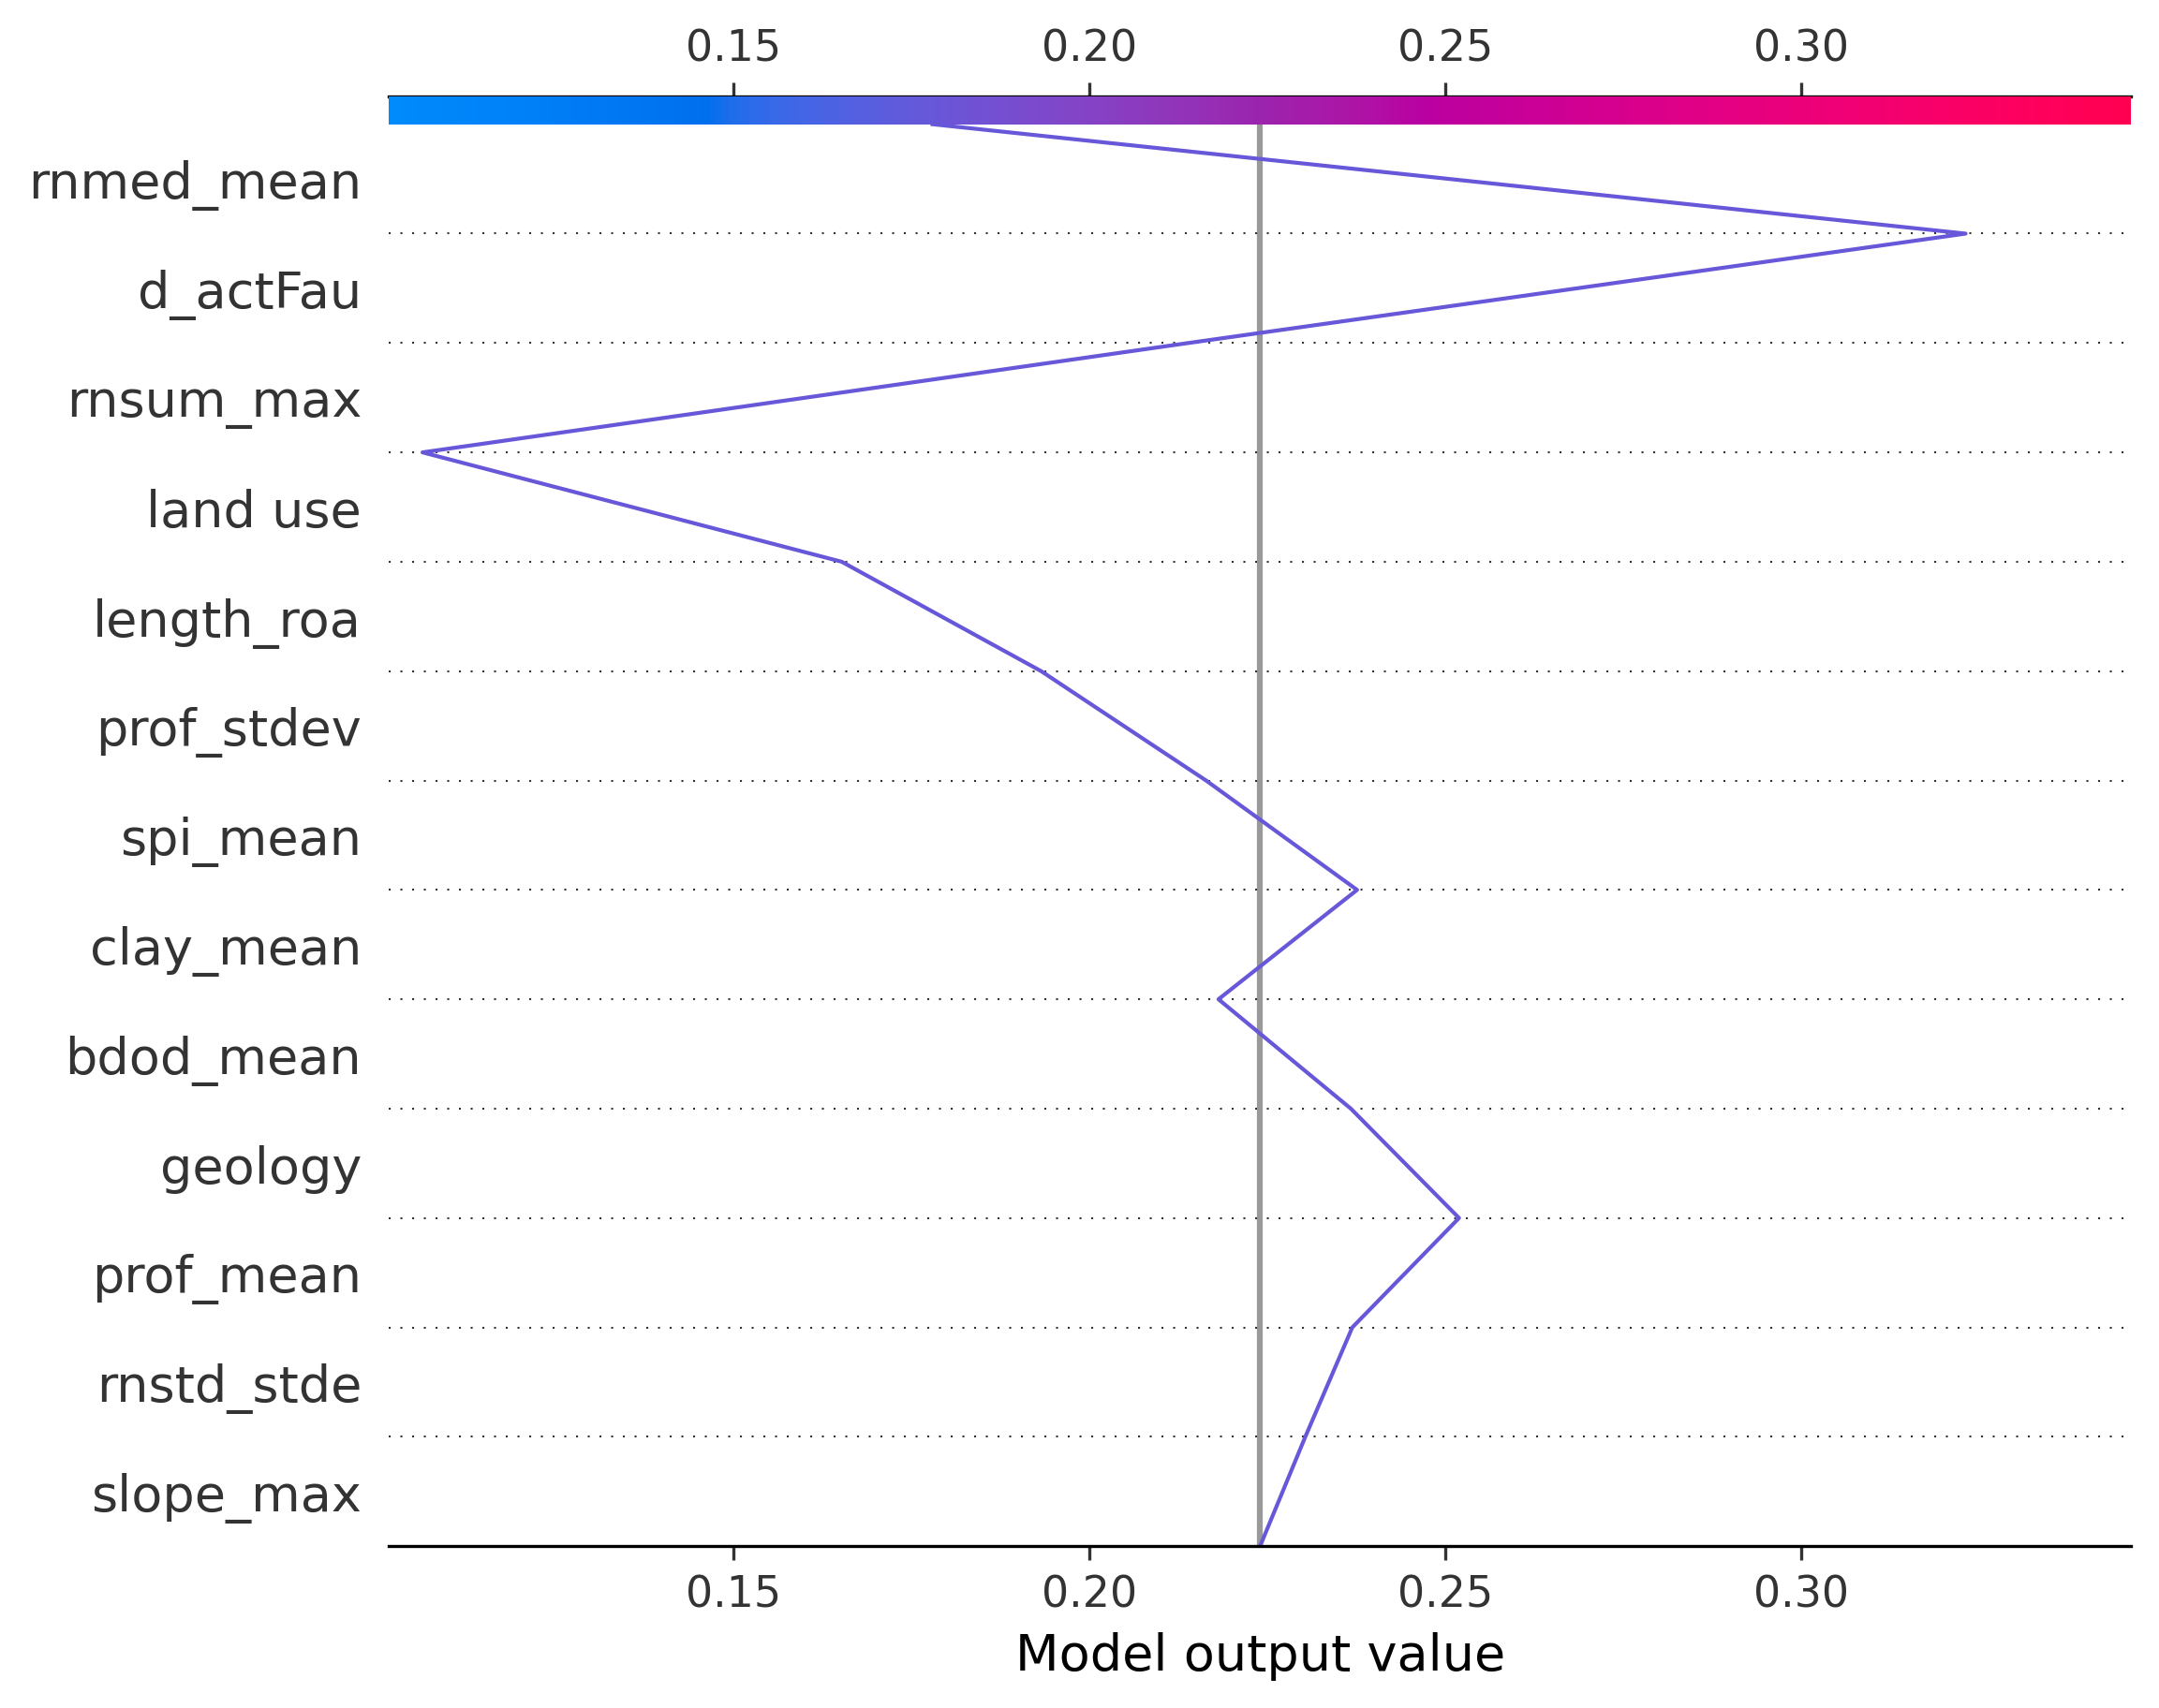 0.15 0.20 0.25 0.30
rnmed_mean
d_actFau
rnsum_max
land use
length_roa
prof_stdev
spi_mean
clay_mean
bdod_mean
geology
prof_mean
rnstd_stde
slope_max
0.15 0.20 0.25 0.30
Model output value